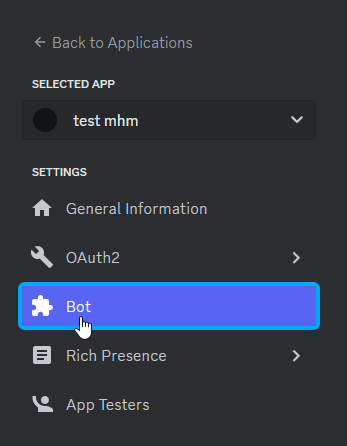 Back to Applications
SELECTED APP
test mhm
SETTINGS
General Information
OAuth2
Bot
Rich Presence
App Testers